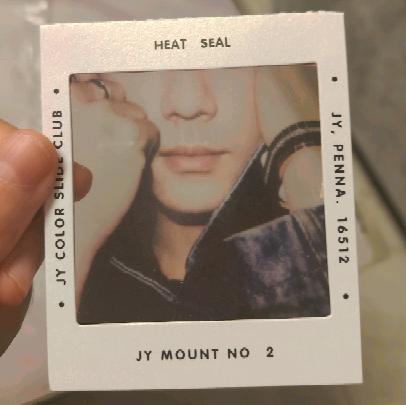 HEAT SEAL
JY COLOR SLIDE CLUB
JY, PENNA. 16512
JY MOUNT NO 2